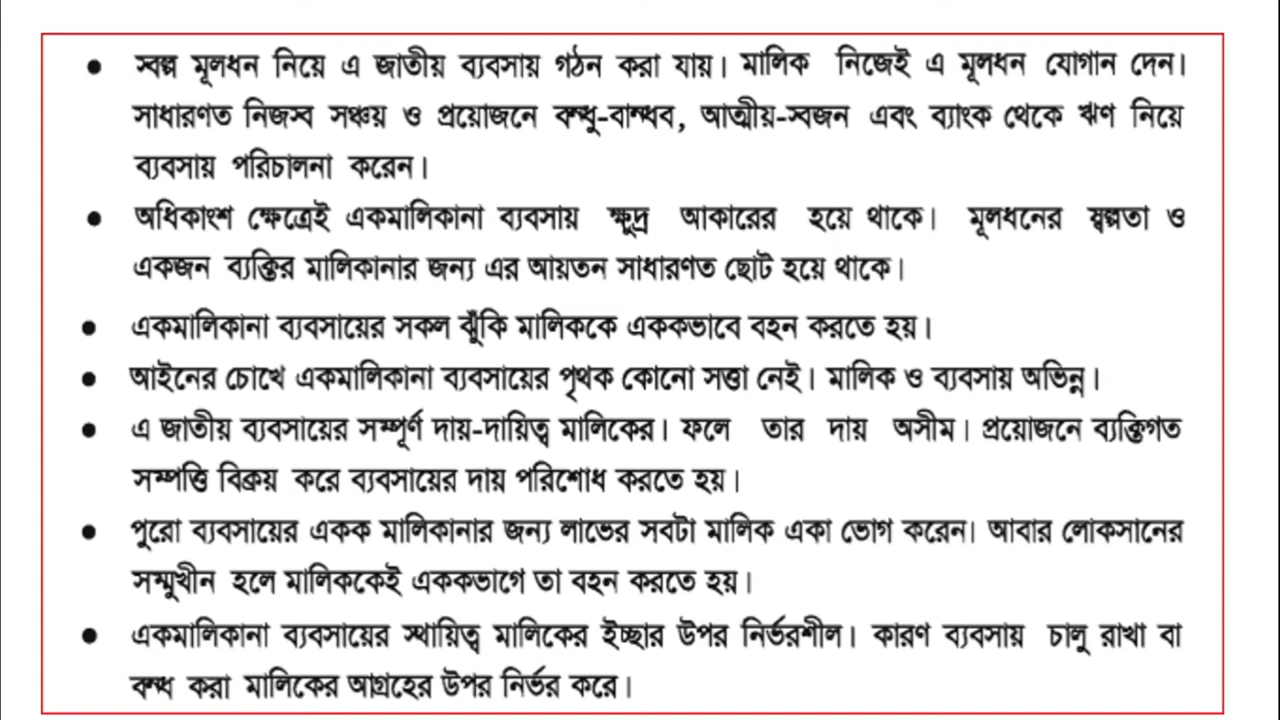 • স্বল্প মূলধন নিয়ে এ জাতীয় ব্যবসায় গঠন করা যায়। মালিক নিজেই এ মূলধন যোগান দেন।
সাধারণত নিজস্ব সঞ্চয় ও প্রয়োজনে বন্ধু-বান্ধব, আত্মীয়-স্বজন এবং ব্যাংক থেকে ঋণ নিয়ে
ব্যবসায় পরিচালনা করেন।
• অধিকাংশ ক্ষেত্রেই একমালিকানা ব্যবসায় ক্ষুদ্র আকারের হয়ে থাকে। মূলধনের স্বল্পতা ও
একজন ব্যক্তির মালিকানার জন্য এর আয়তন সাধারণত ছোট হয়ে থাকে।
• একমালিকানা ব্যবসায়ের সকল ঝুঁকি মালিককে এককভাবে বহন করতে হয়।
• আইনের চোখে একমালিকানা ব্যবসায়ের পৃথক কোনো সত্তা নেই। মালিক ও ব্যবসায় অভিন্ন।
• এ জাতীয় ব্যবসায়ের সম্পূর্ণ দায়-দায়িত্ব মালিকের। ফলে তার দায় অসীম। প্রয়োজনে ব্যক্তিগত
সম্পত্তি বিক্রয় করে ব্যবসায়ের দায় পরিশোধ করতে হয়।
• পুরো ব্যবসায়ের একক মালিকানার জন্য লাভের সবটা মালিক একা ভোগ করেন। আবার লোকসানের
সম্মুখীন হলে মালিককেই এককভাগে তা বহন করতে হয়।
• একমালিকানা ব্যবসায়ের স্থায়িত্ব মালিকের ইচ্ছার উপর নির্ভরশীল। কারণ ব্যবসায় চালু রাখা বা
বন্ধ করা মালিকের আগ্রহের উপর নির্ভর করে।